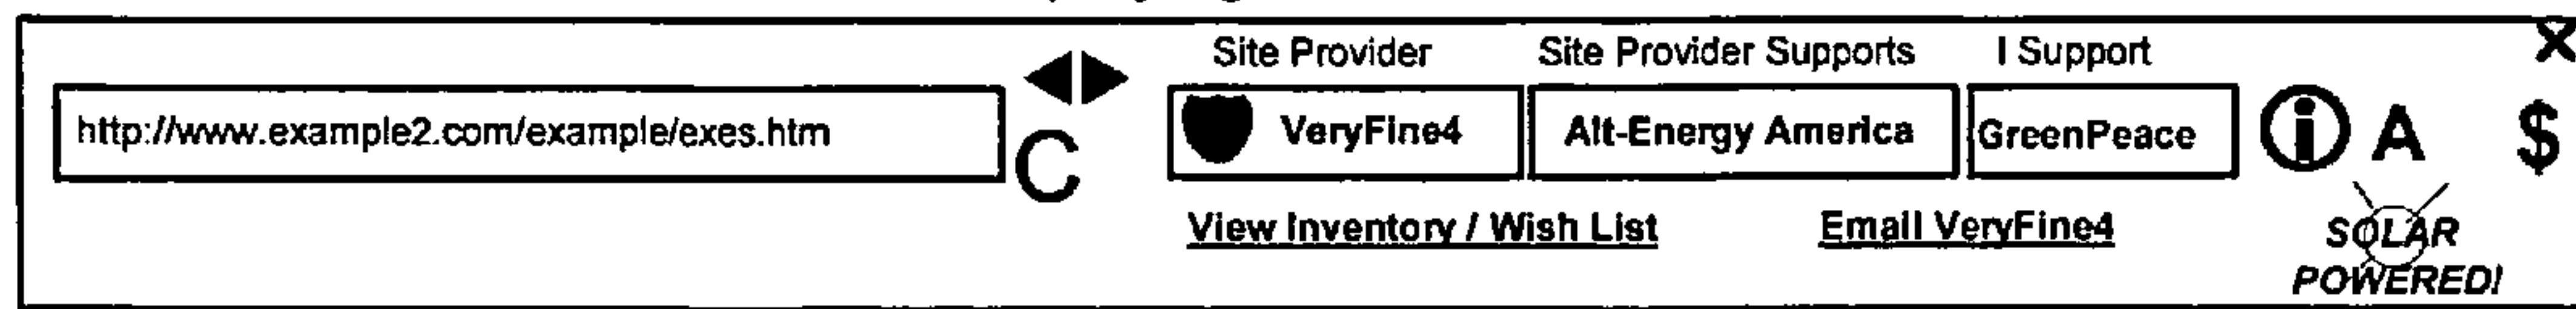 Site Provider Site Provider Supports I Support X
http://www.example2.com/example/exes.htm C VeryFine4 Alt-Energy America GreenPeace i A $
View Inventory / Wish List Email VeryFine4 SOLAR
POWERED!